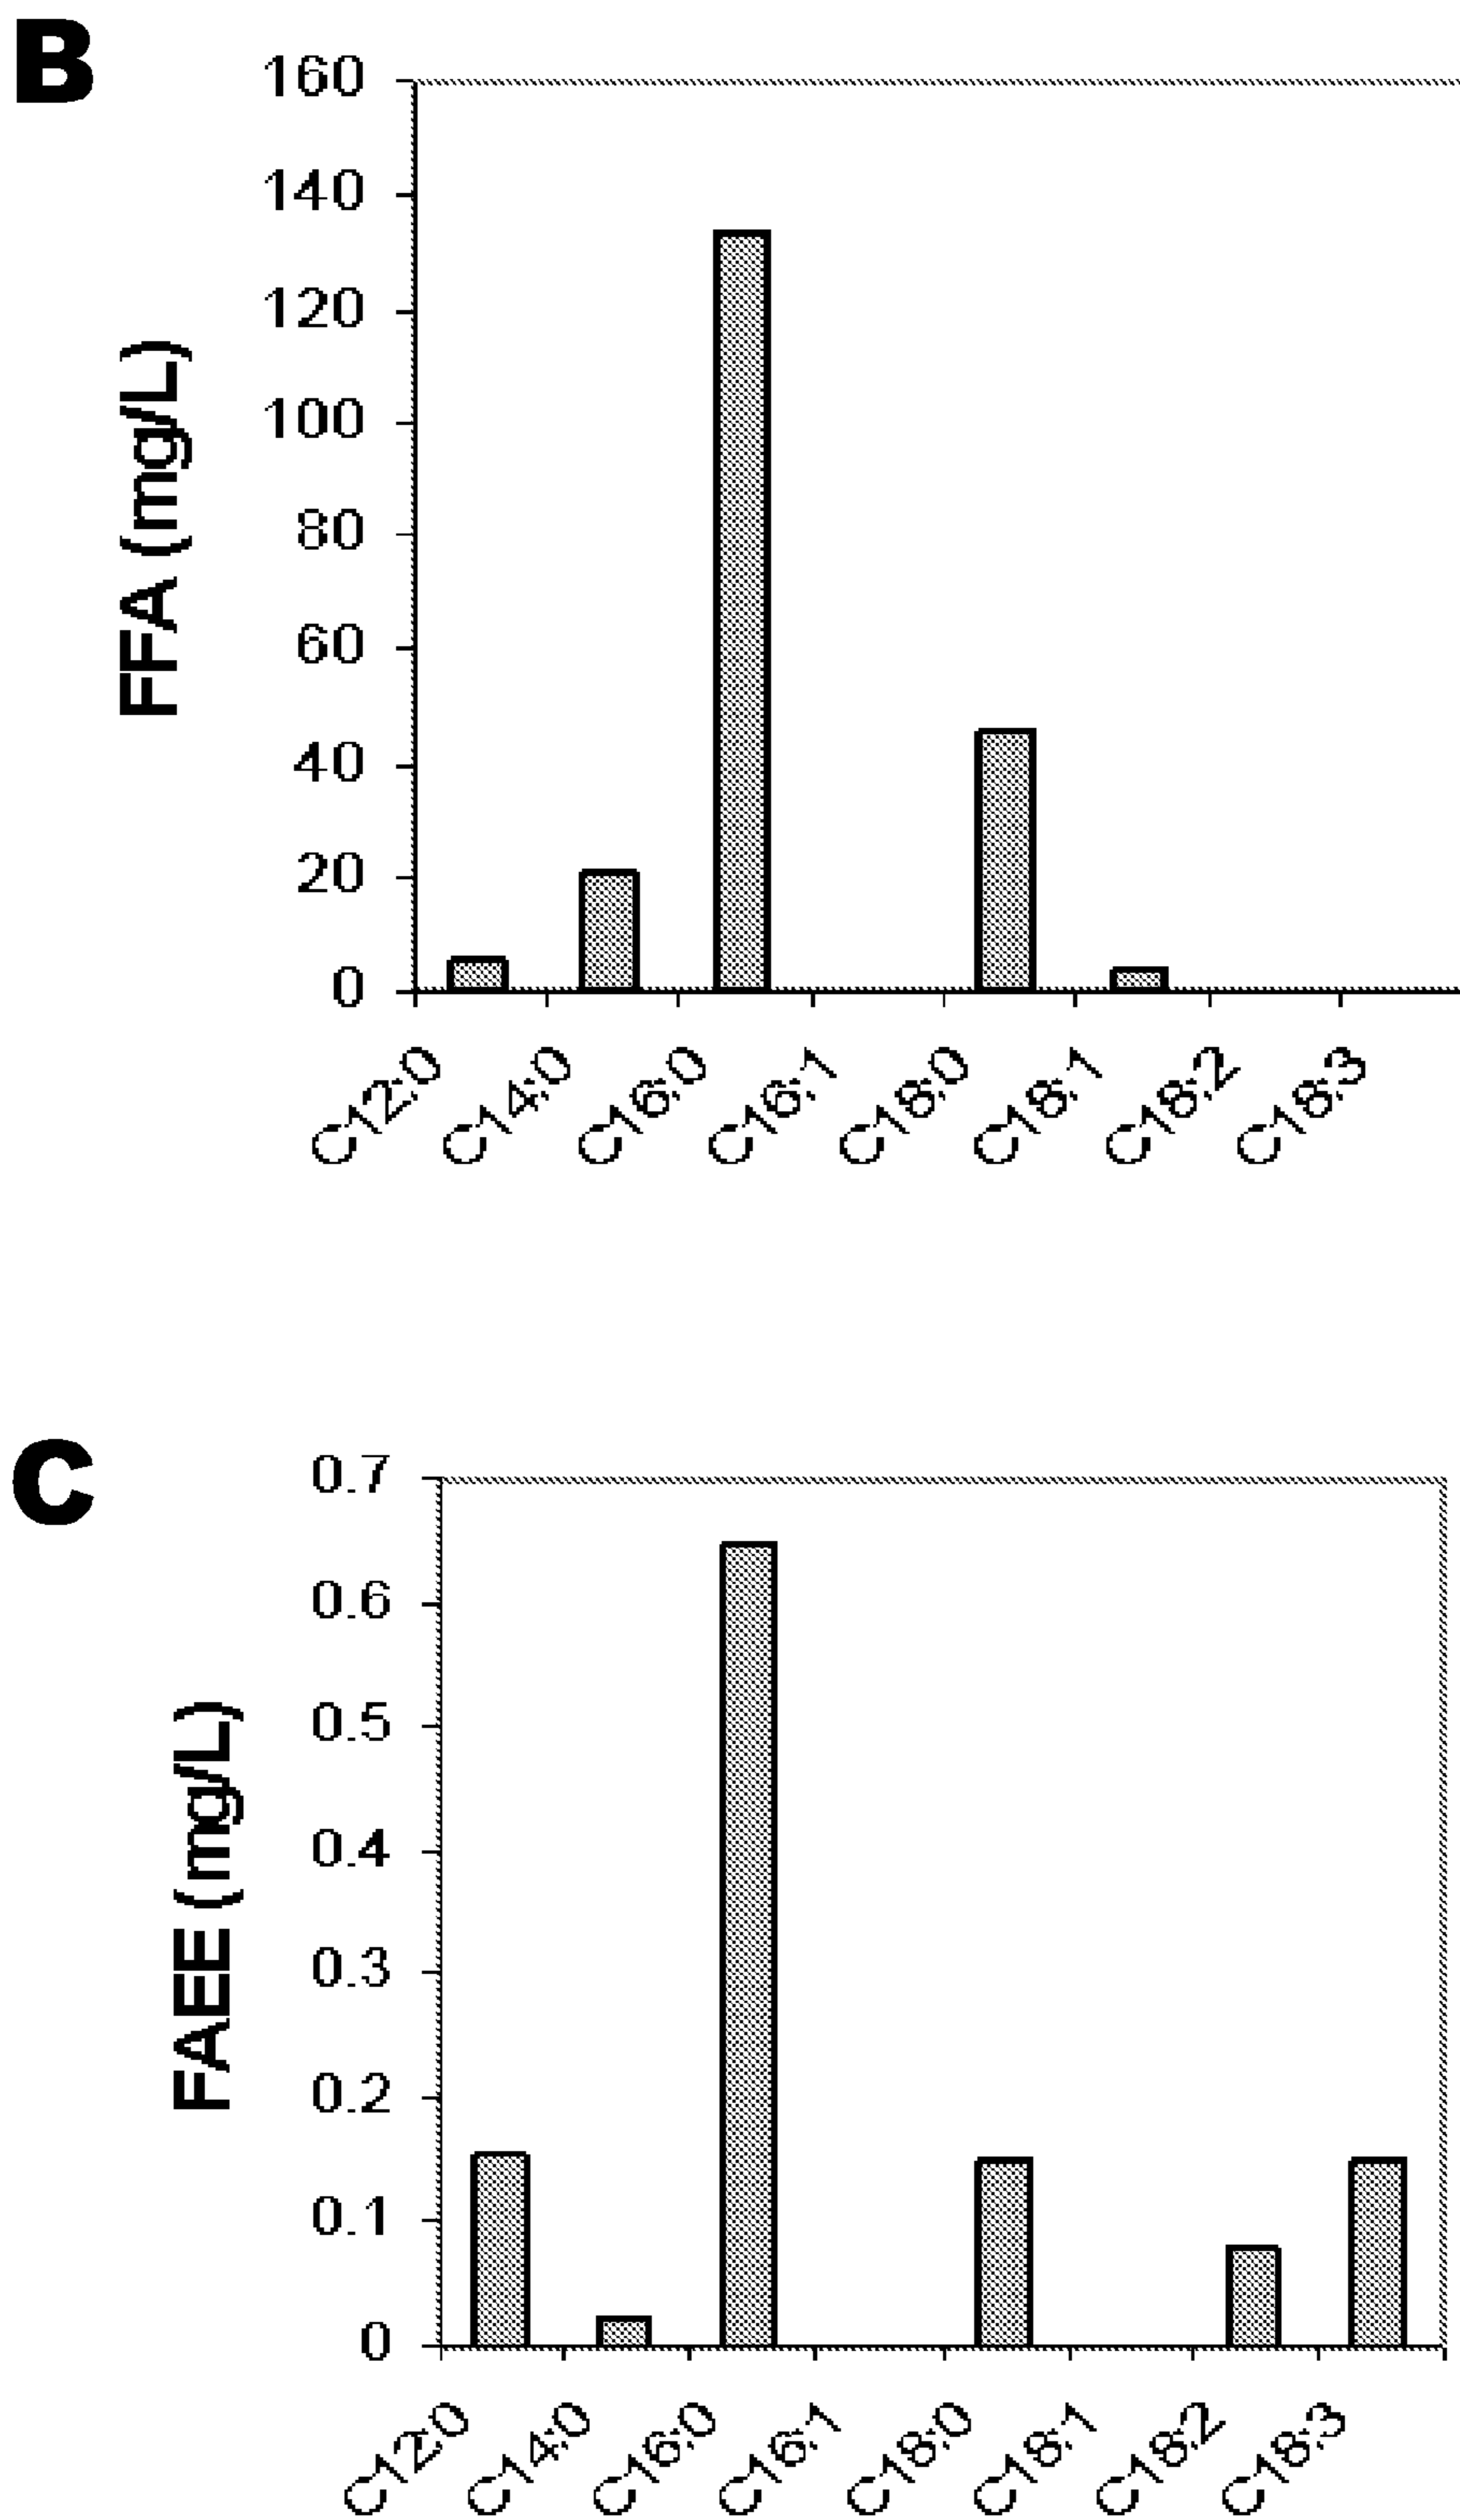 B
160
140
120
100
80
60
40
20
0
FFA (mg/L)
C12:0
C14:0
C16:0
C16:1
C18:0
C18:1
C18:2
C18:3
C
0.7
0.6
0.5
0.4
0.3
0.2
0.1
0
FAEE (mg/L)
C12:0
C14:0
C16:0
C16:1
C18:0
C18:1
C18:2
C18:3